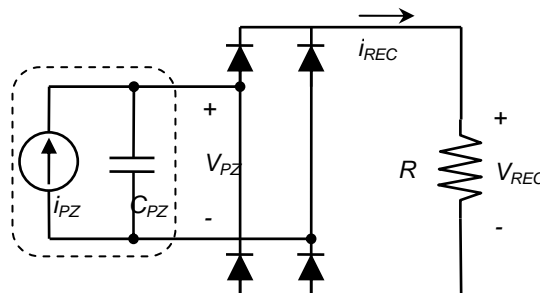 i_REC
+
V_PZ
-
i_PZ
C_PZ
R
+
V_REC
-